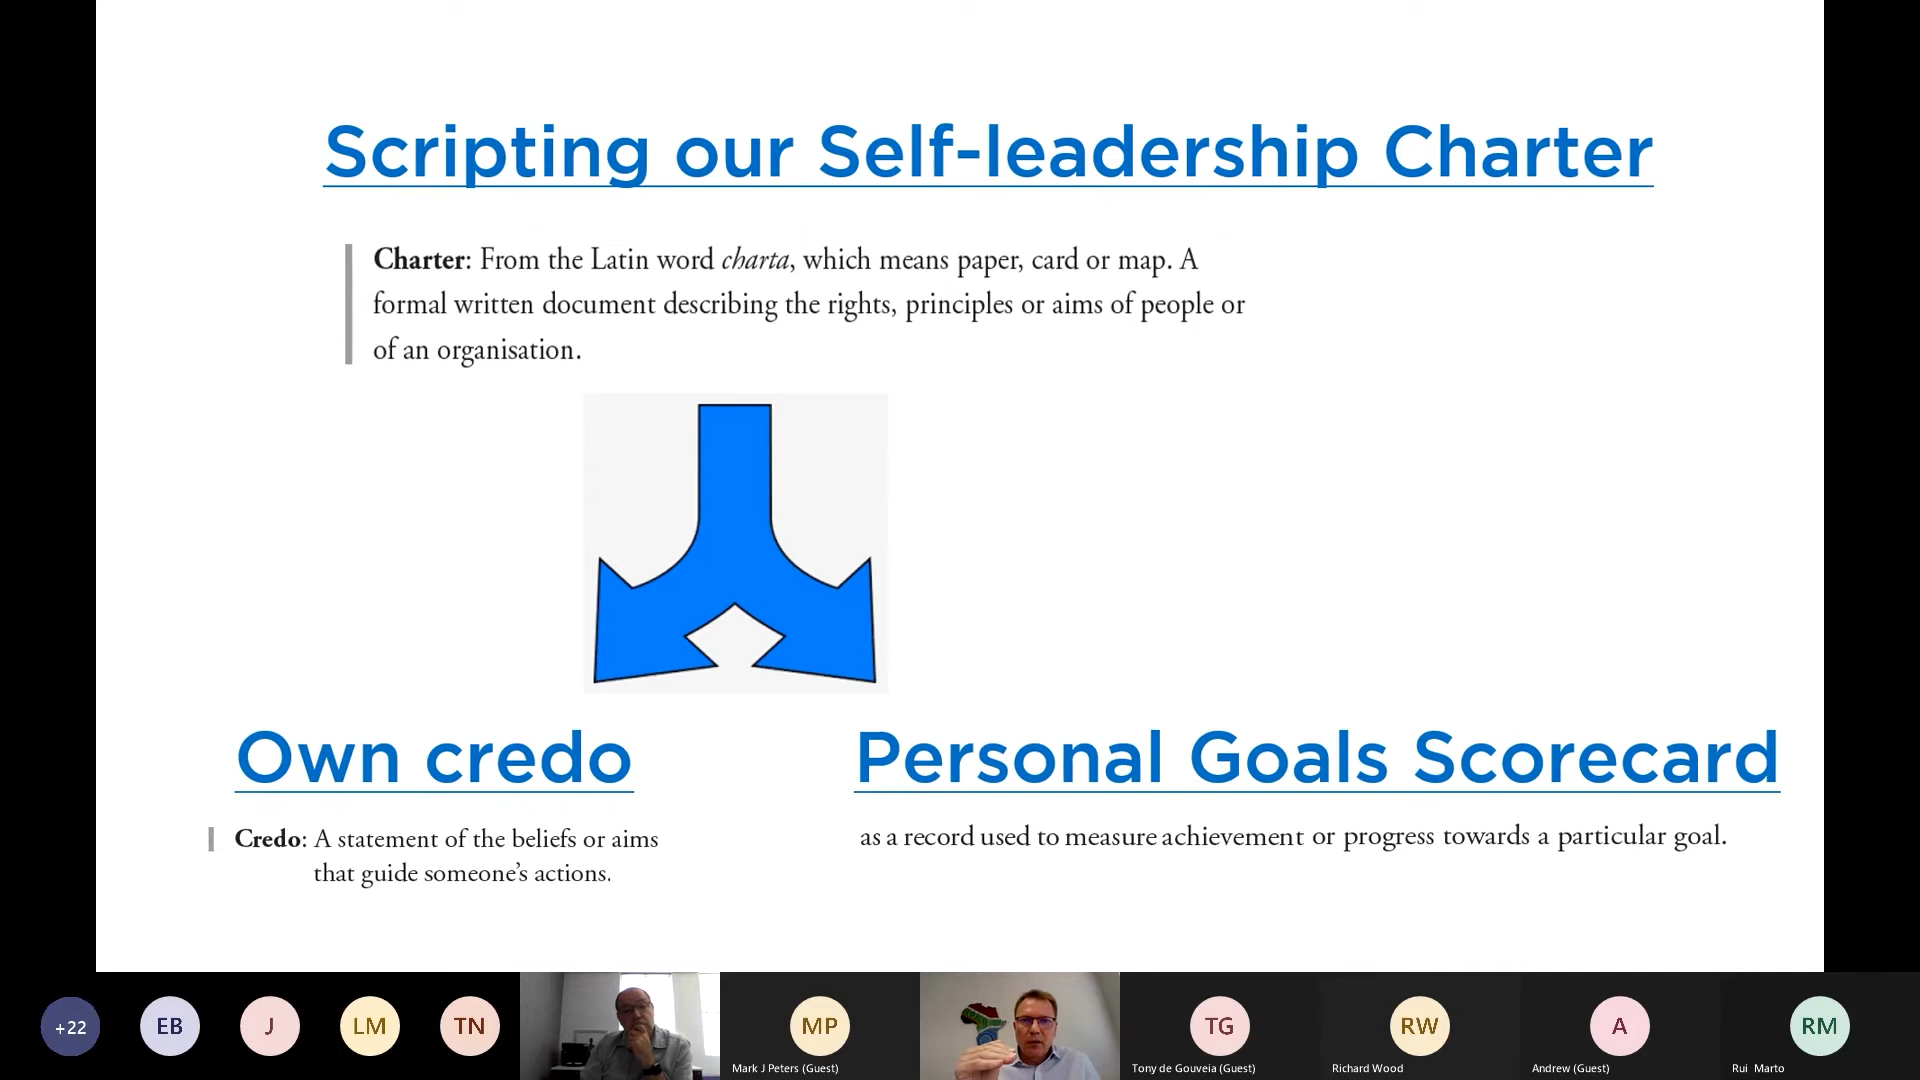 Scripting our Self-leadership Charter
Charter: From the Latin word charta, which means paper, card or map. A
formal written document describing the rights, principles or aims of people or
of an organisation.
Own credo
Credo: A statement of the beliefs or aims
that guide someone’s actions.
Personal Goals Scorecard
as a record used to measure achievement or progress towards a particular goal.
+22
EB
J
LM
TN
MP
Mark J Peters (Guest)
TG
Tony de Gouveia (Guest)
RW
Richard Wood
A
Andrew (Guest)
RM
Rui Marto